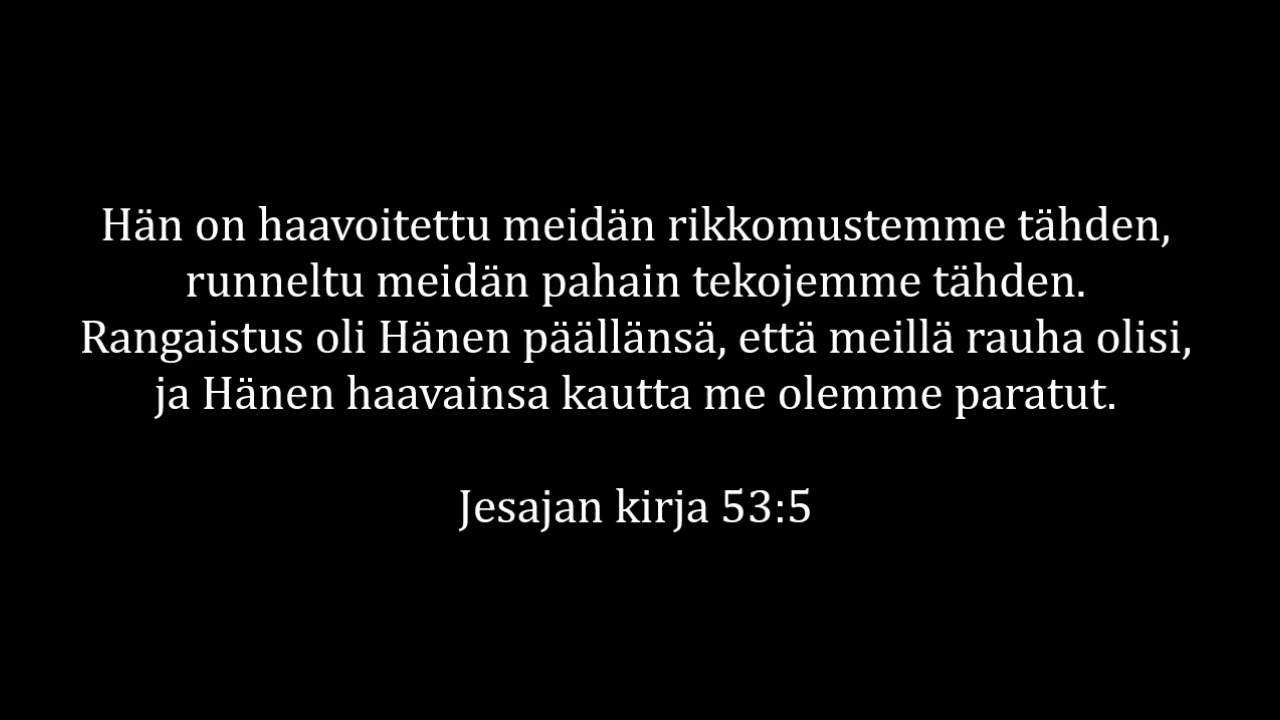 Hän on haavoitettu meidän rikkomustemme tähden,
runneltu meidän pahain tekojemme tähden.
Rangaistus oli Hänen päällänsä, että meillä rauha olisi,
ja Hänen haavainsa kautta me olemme paratut.
Jesajan kirja 53:5